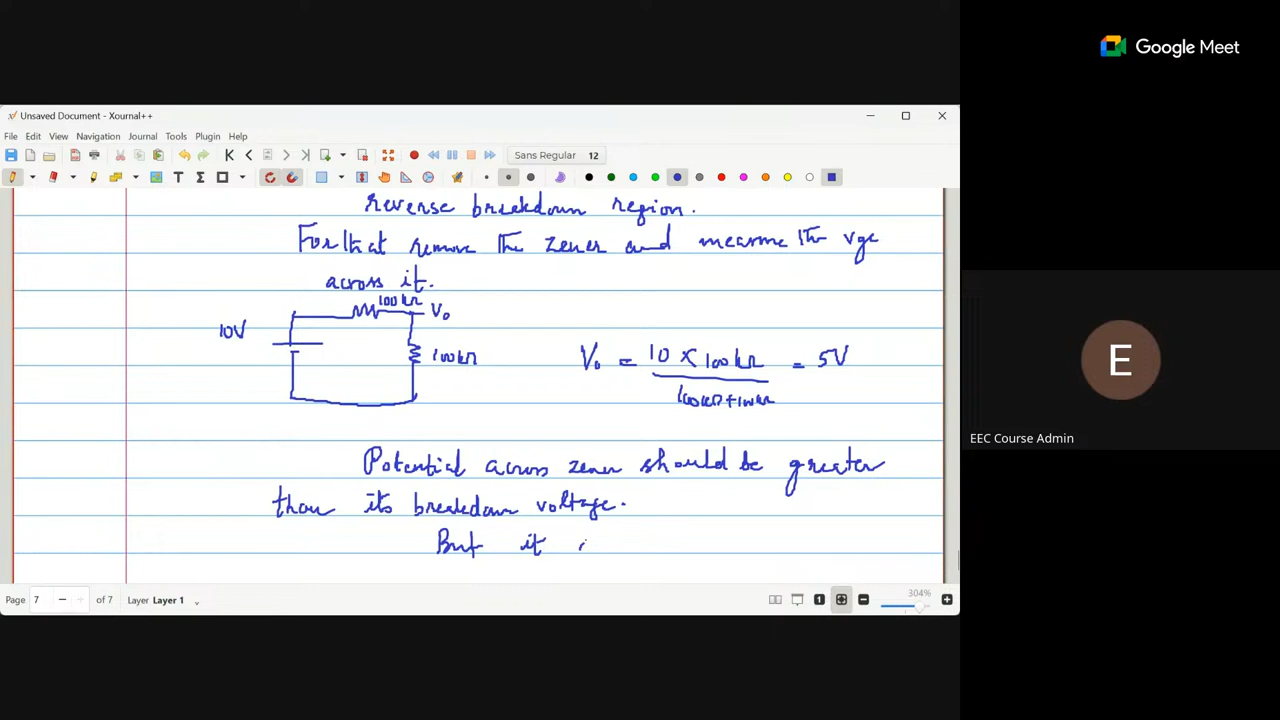 Google Meet
Unsaved Document - Xournal++
File Edit View Navigation Journal Tools Plugin Help
Sans Regular 12
reverse breakdown region.
For that remove the zener and measure the vge
across it.
100kΩ
V₀
10V
100kΩ
V₀ = 10 × 100kΩ = 5V
100kΩ+100kΩ
EEC Course Admin
Potential across zener should be greater
than its breakdown voltage.
But it
Page 7 of 7 Layer Layer 1
304%
E